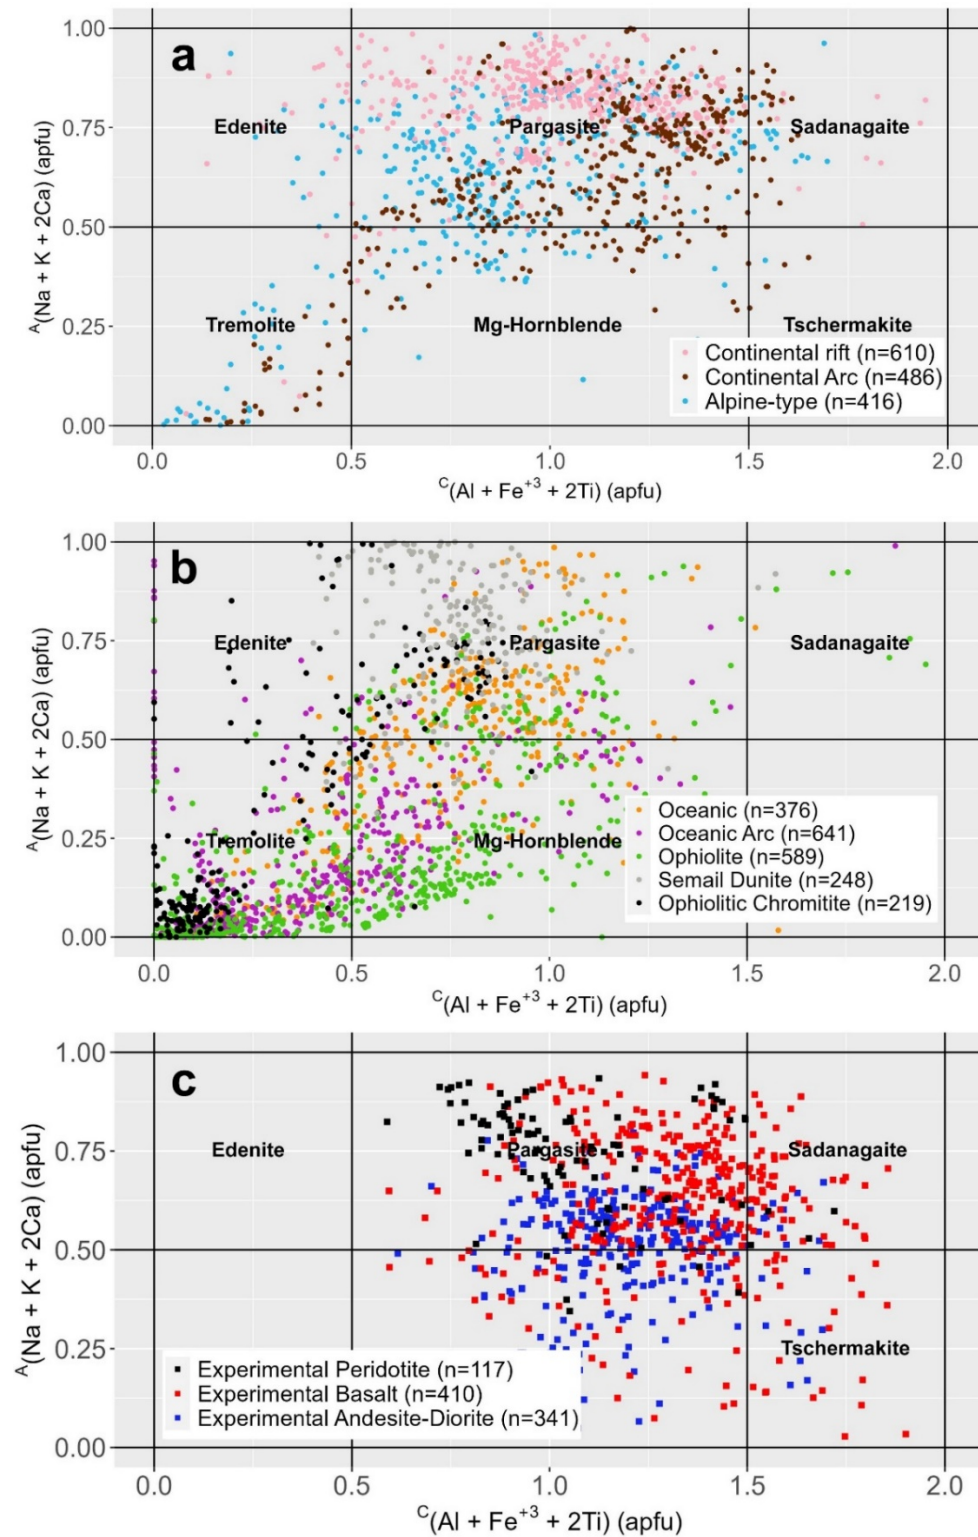 a
1.00
0.75
0.50
0.25
0.00
ᴬ(Na + K + 2Ca) (apfu)
Edenite
Pargasite
Sadanagaite
Tremolite
Mg-Hornblende
Tschermakite
Continental rift (n=610)
Continental Arc (n=486)
Alpine-type (n=416)
0.0 0.5 1.0 1.5 2.0
ᶜ(Al + Fe⁺³ + 2Ti) (apfu)
b
1.00
0.75
0.50
0.25
0.00
ᴬ(Na + K + 2Ca) (apfu)
Edenite
Pargasite
Sadanagaite
Tremolite
Mg-Hornblende
Oceanic (n=376)
Oceanic Arc (n=641)
Ophiolite (n=589)
Semail Dunite (n=248)
Ophiolitic Chromitite (n=219)
0.0 0.5 1.0 1.5 2.0
ᶜ(Al + Fe⁺³ + 2Ti) (apfu)
c
1.00
0.75
0.50
0.25
0.00
ᴬ(Na + K + 2Ca) (apfu)
Edenite
Pargasite
Sadanagaite
Tschermakite
Experimental Peridotite (n=117)
Experimental Basalt (n=410)
Experimental Andesite-Diorite (n=341)
0.0 0.5 1.0 1.5 2.0
ᶜ(Al + Fe⁺³ + 2Ti) (apfu)